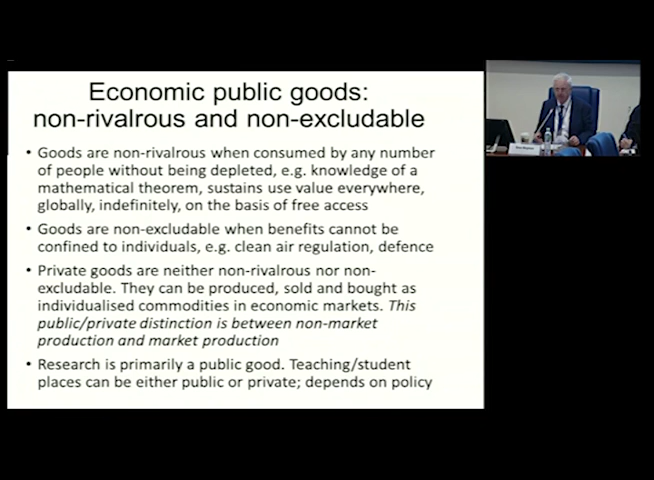 Economic public goods:
non-rivalrous and non-excludable
• Goods are non-rivalrous when consumed by any number
of people without being depleted, e.g. knowledge of a
mathematical theorem, sustains use value everywhere,
globally, indefinitely, on the basis of free access
• Goods are non-excludable when benefits cannot be
confined to individuals, e.g. clean air regulation, defence
• Private goods are neither non-rivalrous nor non-
excludable. They can be produced, sold and bought as
individualised commodities in economic markets. This
public/private distinction is between non-market
production and market production
• Research is primarily a public good. Teaching/student
places can be either public or private; depends on policy